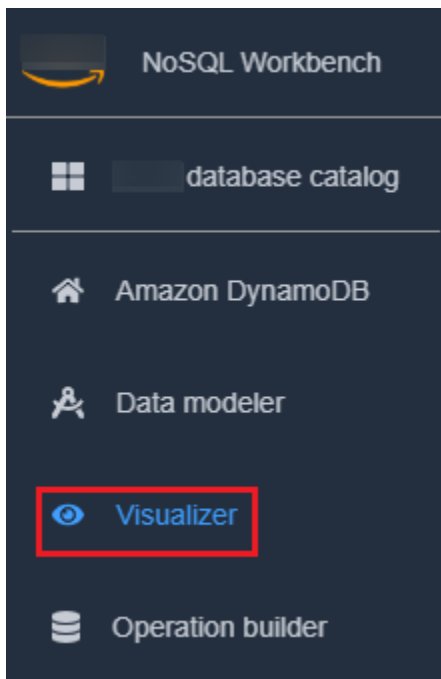 NoSQL Workbench
database catalog
Amazon DynamoDB
Data modeler
Visualizer
Operation builder